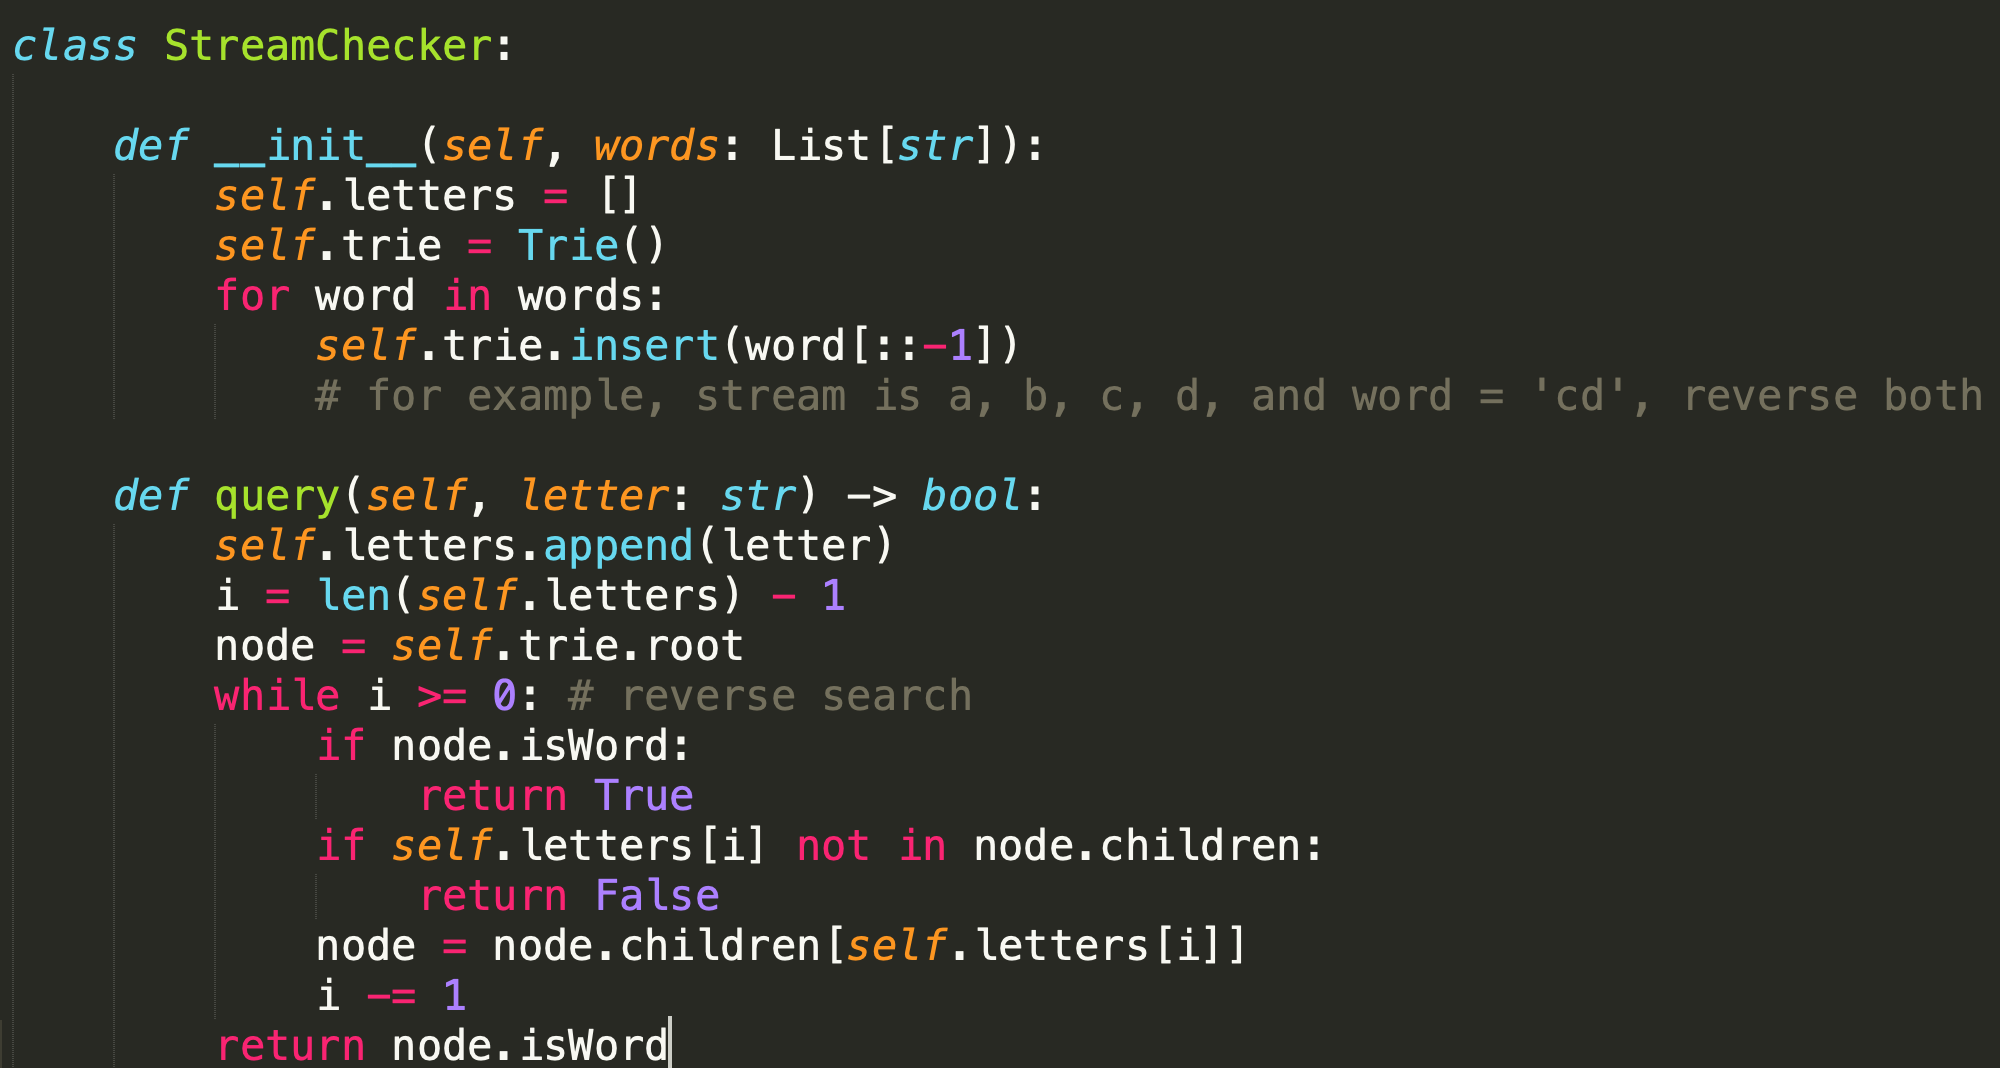 class StreamChecker:
def __init__(self, words: List[str]):
self.letters = []
self.trie = Trie()
for word in words:
self.trie.insert(word[::-1])
# for example, stream is a, b, c, d, and word = 'cd', reverse both
def query(self, letter: str) -> bool:
self.letters.append(letter)
i = len(self.letters) - 1
node = self.trie.root
while i >= 0: # reverse search
if node.isWord:
return True
if self.letters[i] not in node.children:
return False
node = node.children[self.letters[i]]
i -= 1
return node.isWord